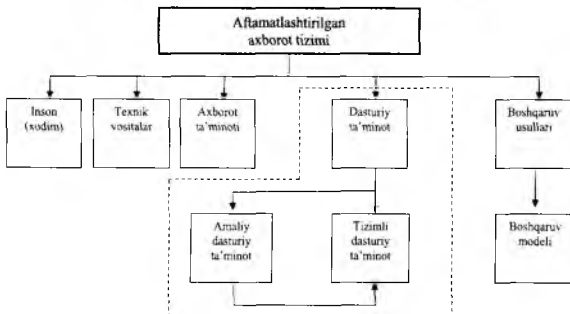 Aftamatlashtirilgan
axborot tizimi
Inson
(xodim)
Texnik
vositalar
Axborot
ta'minoti
Dasturiy
ta'minot
Boshqaruv
usullari
Amaliy
dasturiy
ta'minot
Tizimli
dasturiy
ta'minot
Boshqaruv
modeli